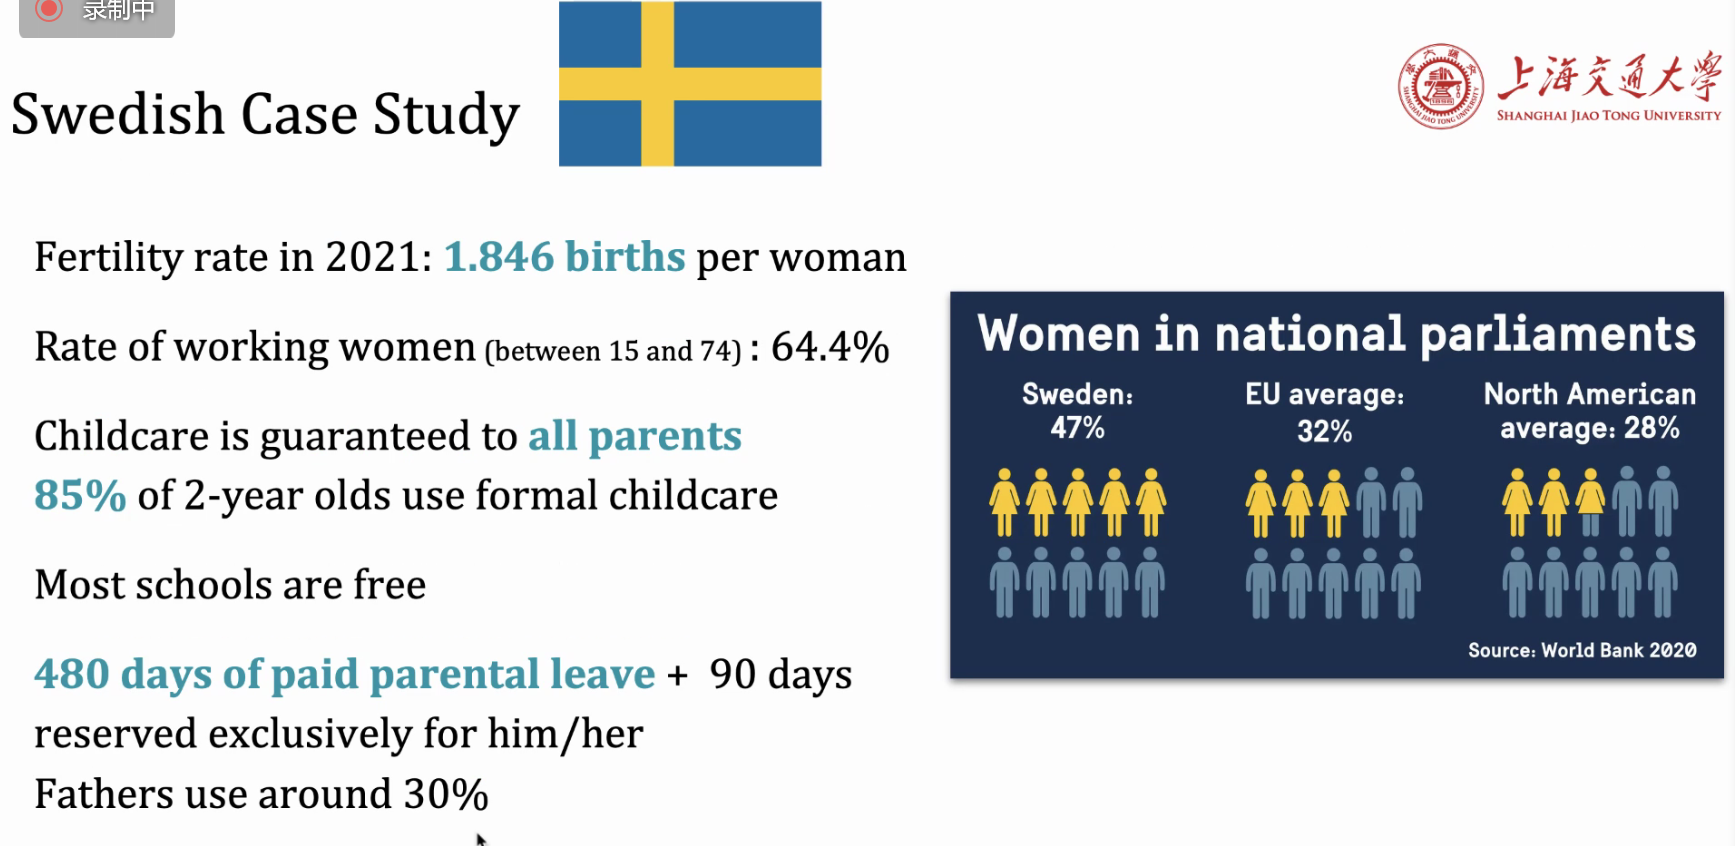 录制中
Swedish Case Study
上海交通大学
SHANGHAI JIAO TONG UNIVERSITY
Fertility rate in 2021: 1.846 births per woman
Rate of working women (between 15 and 74) : 64.4%
Childcare is guaranteed to all parents
85% of 2-year olds use formal childcare
Most schools are free
480 days of paid parental leave + 90 days
reserved exclusively for him/her
Fathers use around 30%
Women in national parliaments
Sweden:
47%
EU average:
32%
North American
average: 28%
Source: World Bank 2020